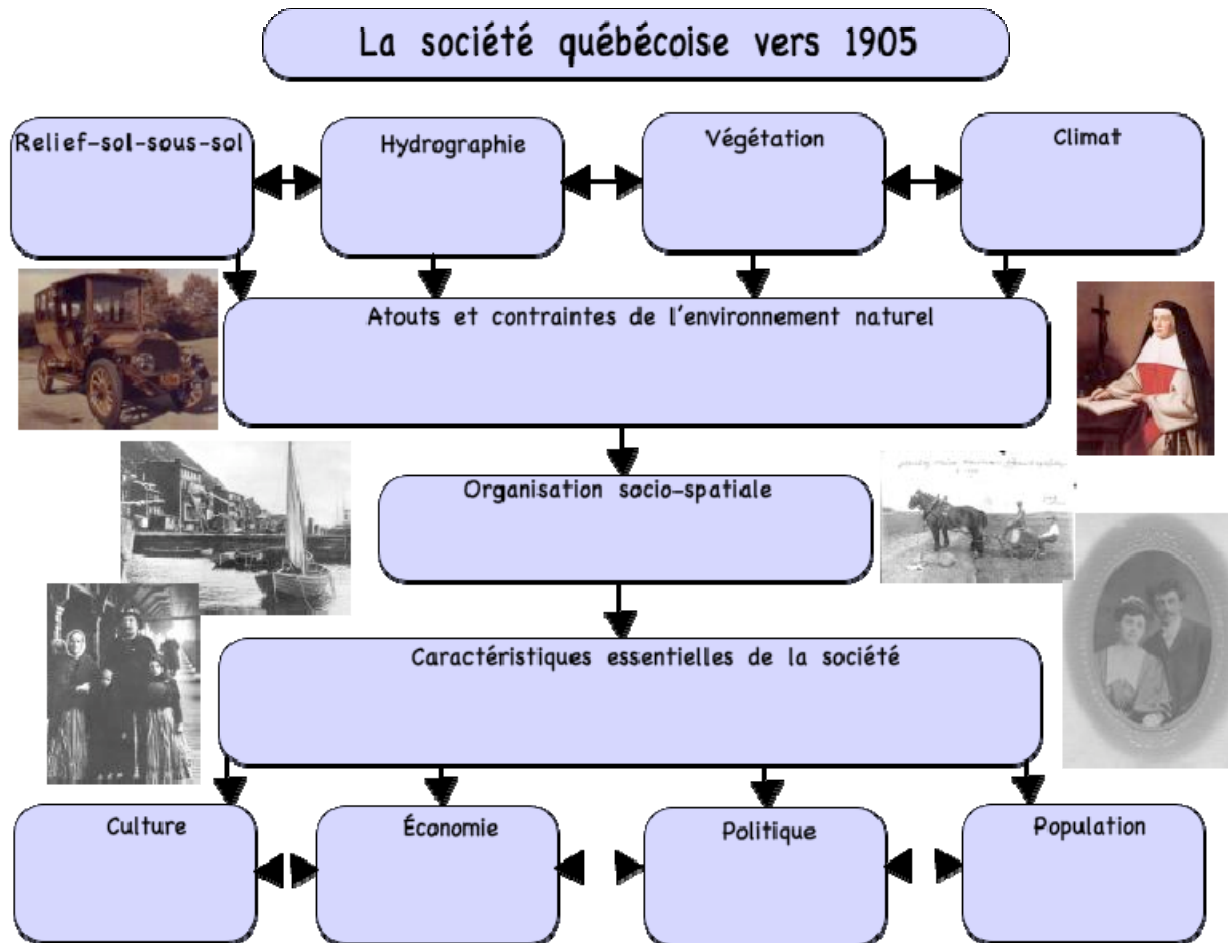 La société québécoise vers 1905
Relief-sol-sous-sol
Hydrographie
Végétation
Climat
Atouts et contraintes de l'environnement naturel
Organisation socio-spatiale
Caractéristiques essentielles de la société
Culture
Économie
Politique
Population